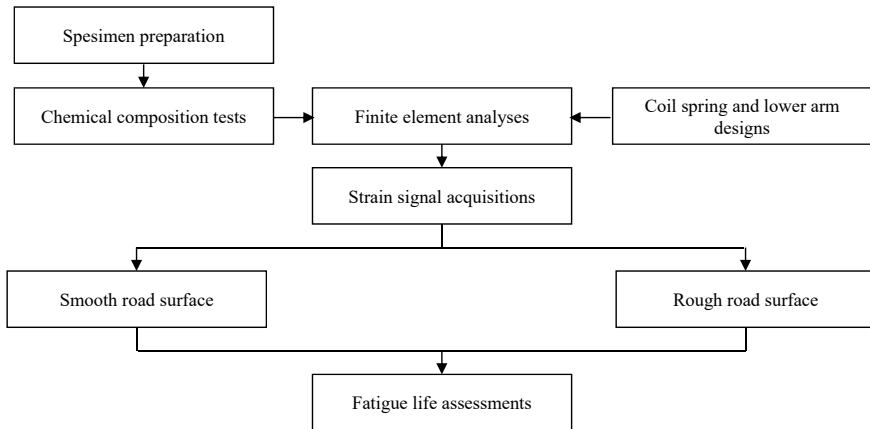 Spesimen preparation
Chemical composition tests
Finite element analyses
Coil spring and lower arm
designs
Strain signal acquisitions
Smooth road surface
Rough road surface
Fatigue life assessments